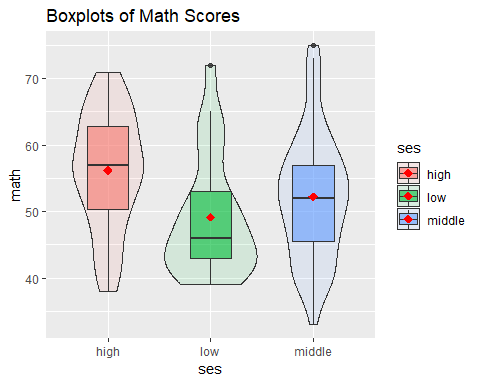 Boxplots of Math Scores
70
60
50
40
math
high low middle
ses
ses
high
low
middle